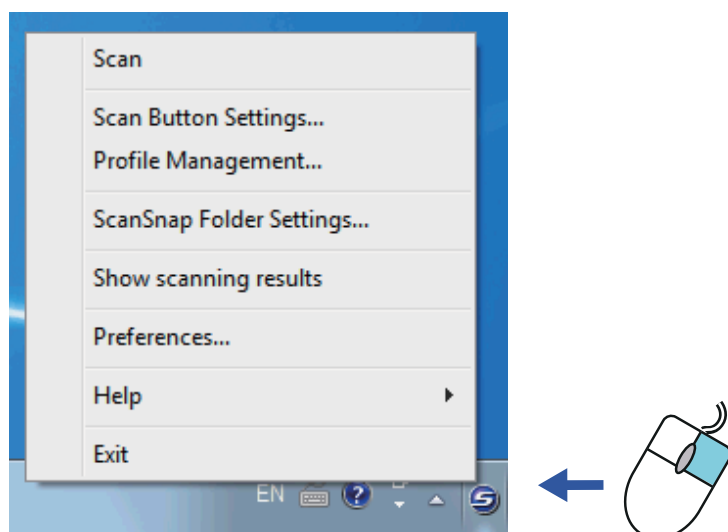 Scan
Scan Button Settings...
Profile Management...
ScanSnap Folder Settings...
Show scanning results
Preferences...
Help
Exit
EN